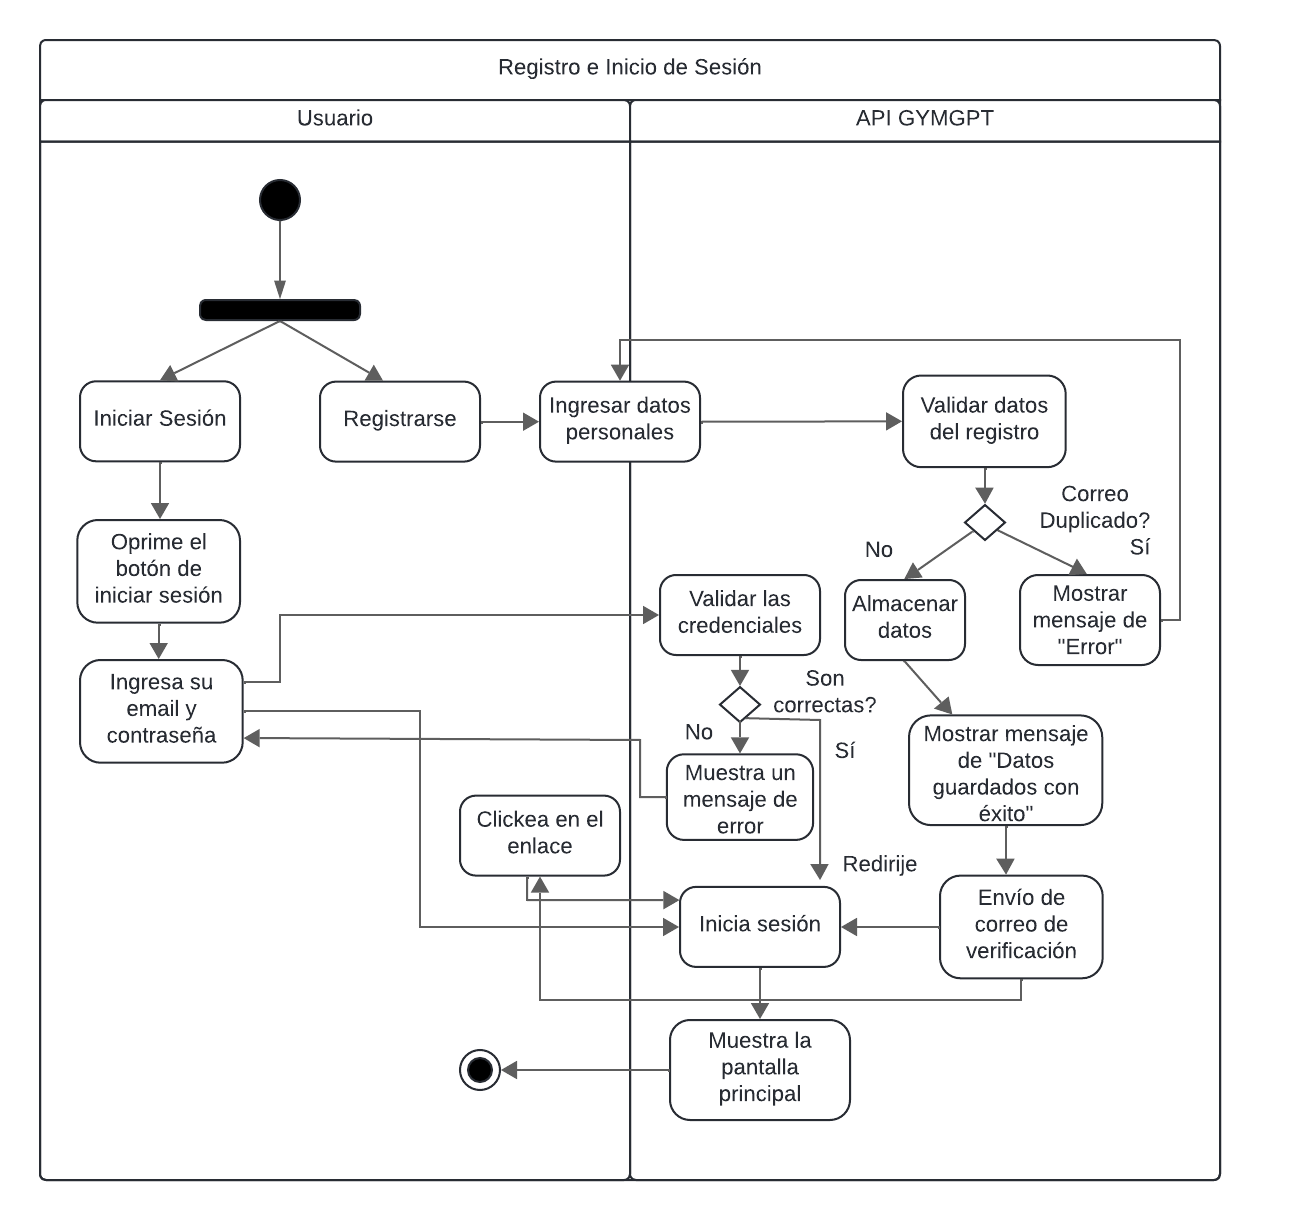 Registro e Inicio de Sesión
Usuario
API GYMGPT
Iniciar Sesión
Registrarse
Ingresar datos
personales
Validar datos
del registro
Correo
Duplicado?
Sí
No
Oprime el
botón de
iniciar sesión
Validar las
credenciales
Almacenar
datos
Mostrar
mensaje de
"Error"
Ingresa su
email y
contraseña
Son
correctas?
No
Sí
Muestra un
mensaje de
error
Mostrar mensaje
de "Datos
guardados con
éxito"
Clickea en el
enlace
Redirije
Inicia sesión
Envío de
correo de
verificación
Muestra la
pantalla
principal